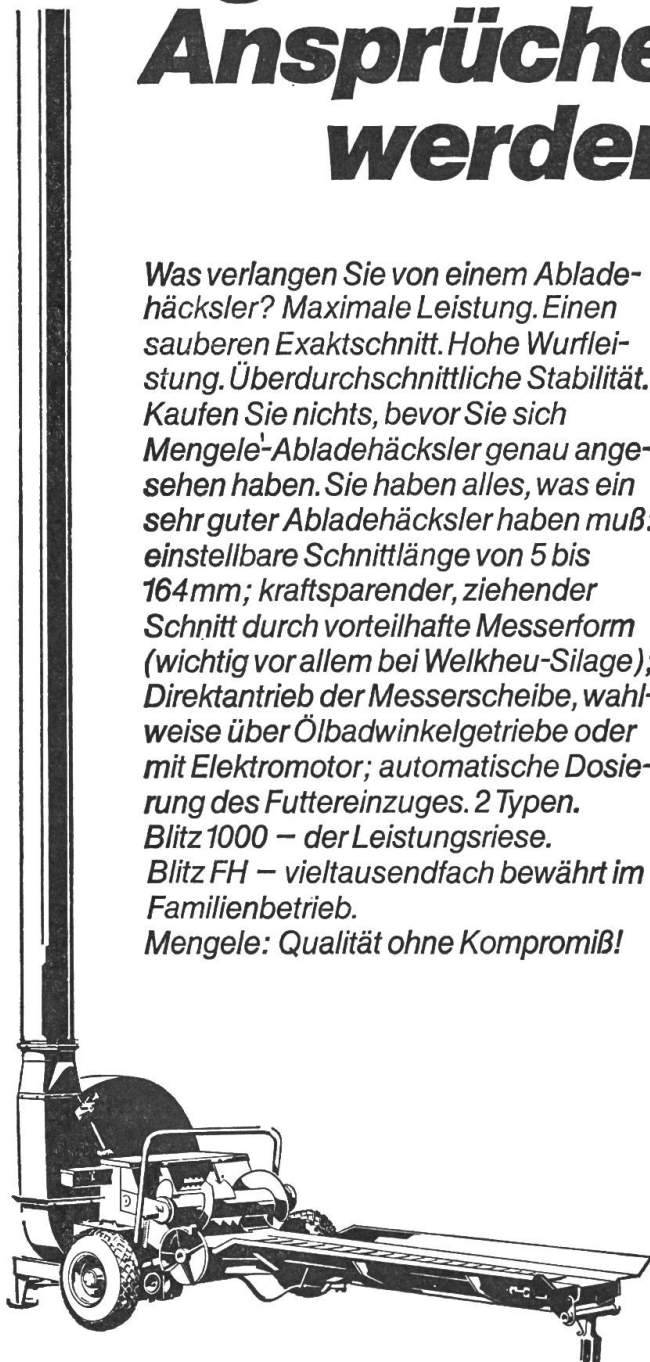 Ansprüche
werden
Was verlangen Sie von einem Ablade-
häcksler? Maximale Leistung. Einen
sauberen Exaktschnitt. Hohe Wurflei-
stung. Überdurchschnittliche Stabilität.
Kaufen Sie nichts, bevor Sie sich
Mengele-Abladehäcksler genau ange-
sehen haben. Sie haben alles, was ein
sehr guter Abladehäcksler haben muß:
einstellbare Schnittlänge von 5 bis
164 mm; kraftsparender, ziehender
Schnitt durch vorteilhafte Messerform
(wichtig vor allem bei Welkheu-Silage);
Direktantrieb der Messerscheibe, wahl-
weise über Ölbadwinkelgetriebe oder
mit Elektromotor; automatische Dosie-
rung des Futtereinzuges. 2 Typen.
Blitz 1000 – der Leistungsriese.
Blitz FH – vieltausendfach bewährt im
Familienbetrieb.
Mengele: Qualität ohne Kompromiß!